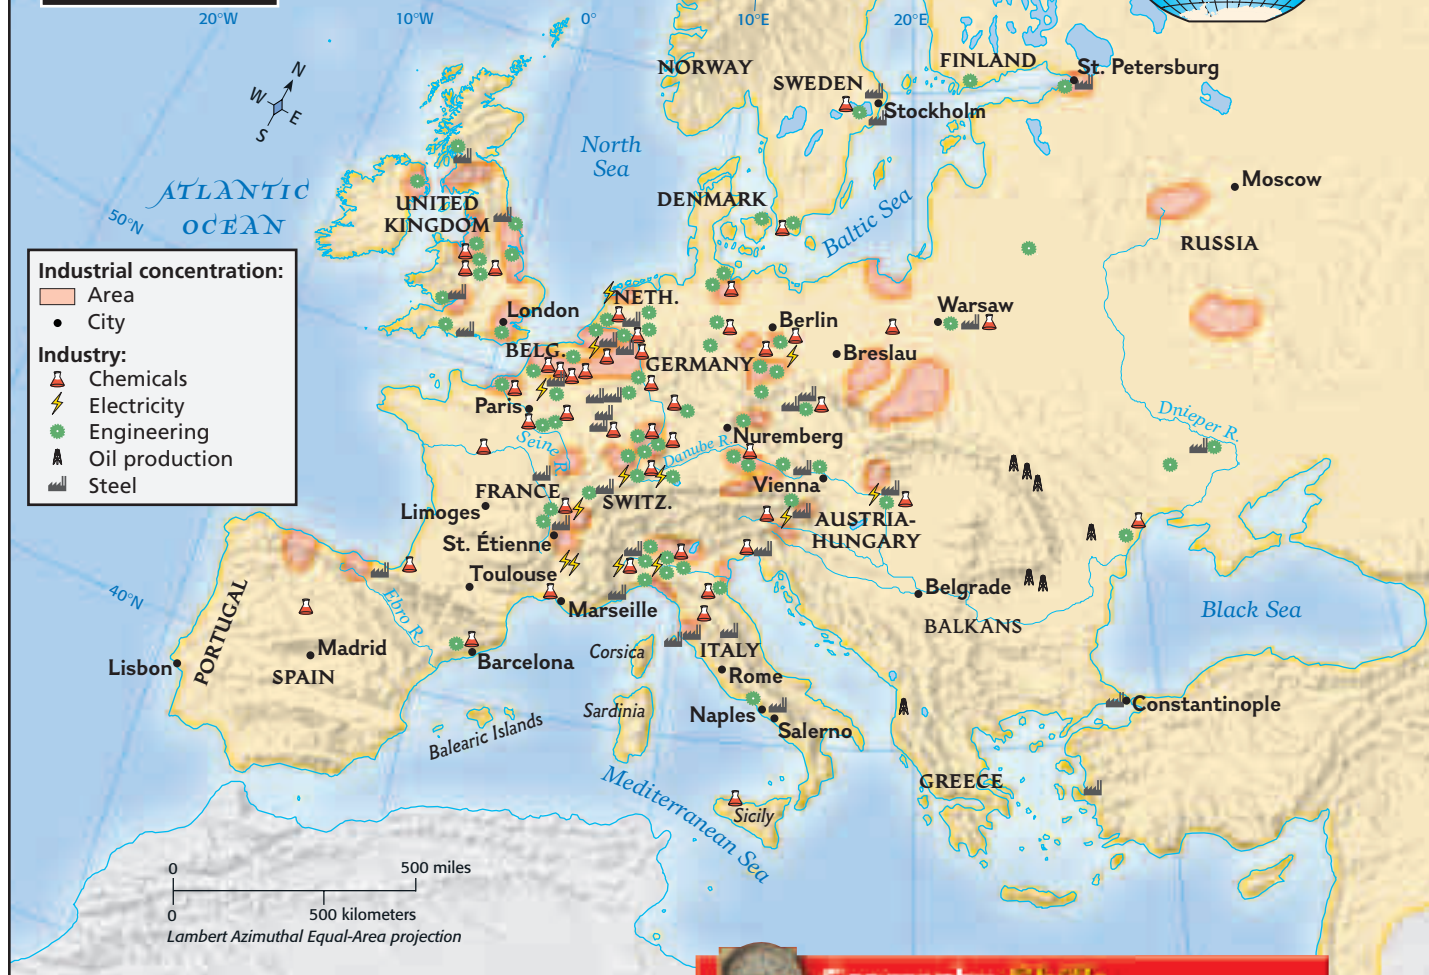 20°W
10°W
0°
10°E
20°E
N
W
E
S
NORWAY
SWEDEN
FINLAND
St. Petersburg
Stockholm
North
Sea
ATLANTIC
OCEAN
50°N
UNITED
KINGDOM
DENMARK
Baltic Sea
Moscow
RUSSIA
Industrial concentration:
Area
City
Industry:
Chemicals
Electricity
Engineering
Oil production
Steel
London
NETH.
Berlin
Warsaw
BELG.
GERMANY
Breslau
Paris
Seine R.
Nuremberg
Danube R.
Dnieper R.
Vienna
FRANCE
SWITZ.
Limoges
AUSTRIA-
HUNGARY
St. Étienne
Toulouse
Marseille
Belgrade
BALKANS
Black Sea
40°N
PORTUGAL
Ebro R.
Madrid
Lisbon
SPAIN
Barcelona
Corsica
ITALY
Rome
Sardinia
Naples
Salerno
Constantinople
Balearic Islands
GREECE
Mediterranean Sea
Sicily
0
500 miles
0
500 kilometers
Lambert Azimuthal Equal-Area projection